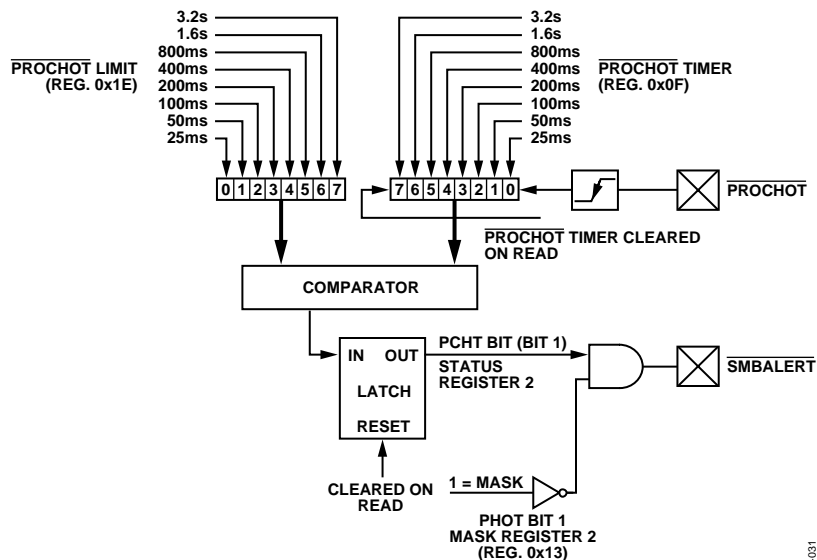 3.2s
1.6s
800ms
400ms
200ms
100ms
50ms
25ms
PROCHOT LIMIT
(REG. 0x1E)
3.2s
1.6s
800ms
400ms
200ms
100ms
50ms
25ms
PROCHOT TIMER
(REG. 0x0F)
0 1 2 3 4 5 6 7
7 6 5 4 3 2 1 0
PROCHOT
PROCHOT TIMER CLEARED
ON READ
COMPARATOR
IN OUT
LATCH
RESET
PCHT BIT (BIT 1)
STATUS
REGISTER 2
SMBALERT
CLEARED ON
READ
1 = MASK
PHOT BIT 1
MASK REGISTER 2
(REG. 0x13)
-031